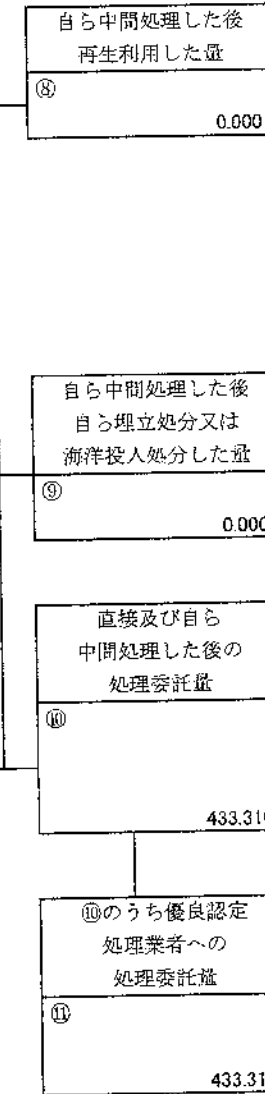 自ら中間処理した後
再生利用した量
⑧
0.000
自ら中間処理した後
自ら埋立処分又は
海洋投入処分した量
⑨
0.000
直接及び自ら
中間処理した後の
処理委託量
⑩
433.310
⑩のうち優良認定
処理業者への
処理委託量
⑪
433.31